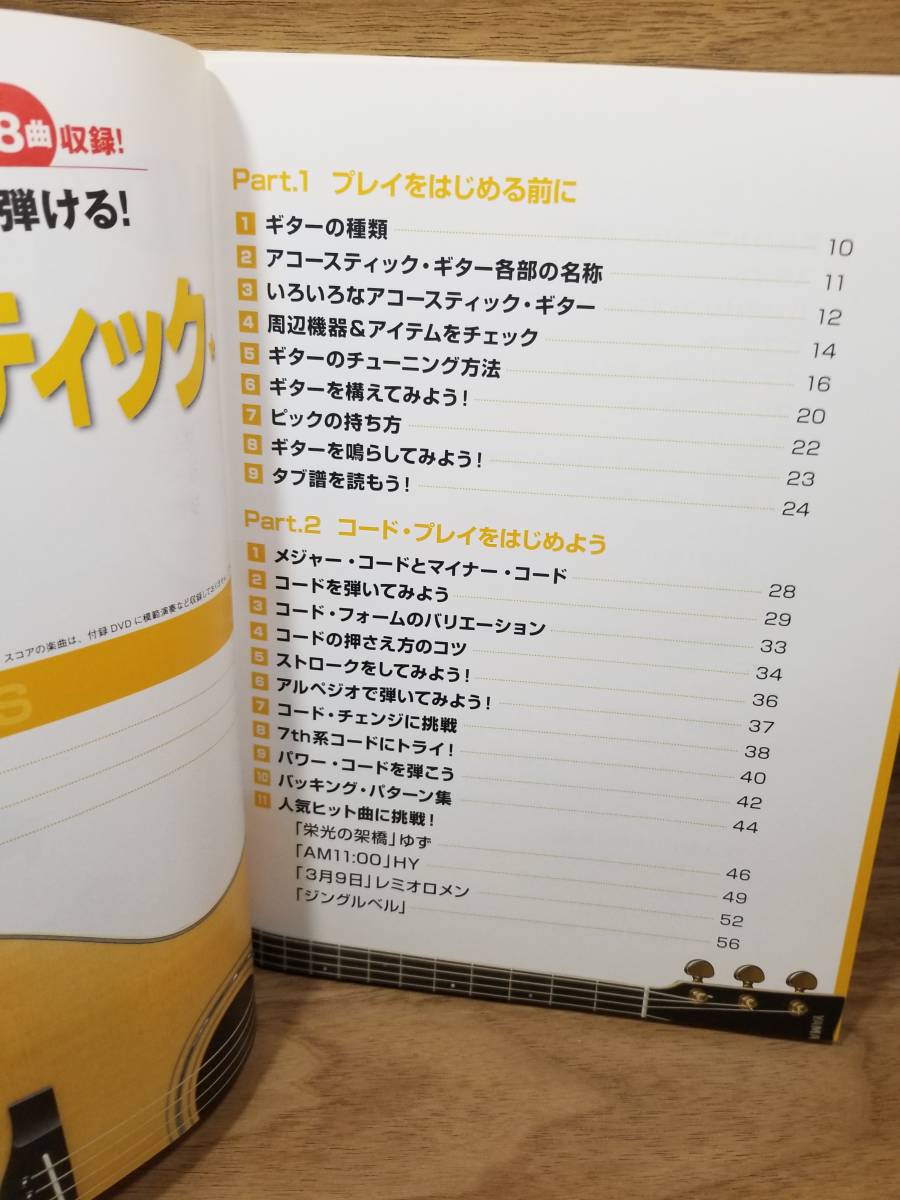 8曲 収録!
弾ける!
ティック・
スコアの楽曲は、付録DVDに模範演奏など収録しておりません
S
Part.1 プレイをはじめる前に
1 ギターの種類 10
2 アコースティック・ギター各部の名称 11
3 いろいろなアコースティック・ギター 12
4 周辺機器&アイテムをチェック 14
5 ギターのチューニング方法 16
6 ギターを構えてみよう! 20
7 ピックの持ち方 22
8 ギターを鳴らしてみよう! 23
9 タブ譜を読もう! 24
Part.2 コード・プレイをはじめよう
1 メジャー・コードとマイナー・コード 28
2 コードを弾いてみよう 29
3 コード・フォームのバリエーション 33
4 コードの押さえ方のコツ 34
5 ストロークをしてみよう! 36
6 アルペジオで弾いてみよう! 37
7 コード・チェンジに挑戦 38
8 7th系コードにトライ! 40
9 パワー・コードを弾こう 42
10 バッキング・パターン集 44
11 人気ヒット曲に挑戦!
「栄光の架橋」ゆず 46
「AM11:00」HY 49
「3月9日」レミオロメン 52
「ジングルベル」 56